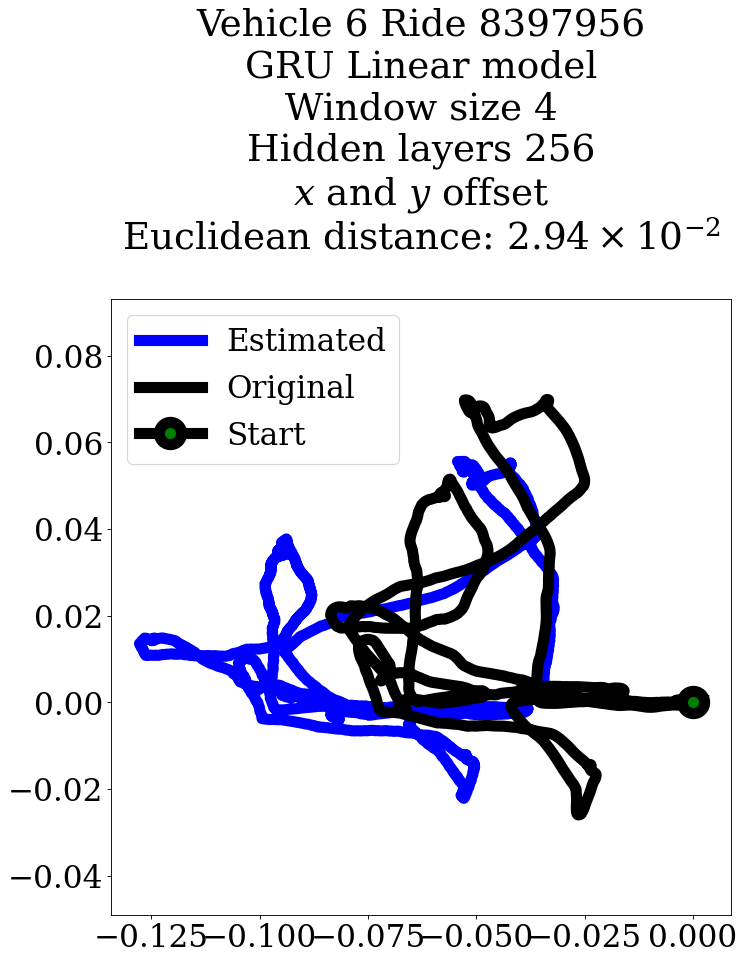 Vehicle 6 Ride 8397956
GRU Linear model
Window size 4
Hidden layers 256
x and y offset
Euclidean distance: 2.94 × 10⁻²
Estimated
Original
Start
0.08
0.06
0.04
0.02
0.00
−0.02
−0.04
−0.125 −0.100 −0.075 −0.050 −0.025 0.000